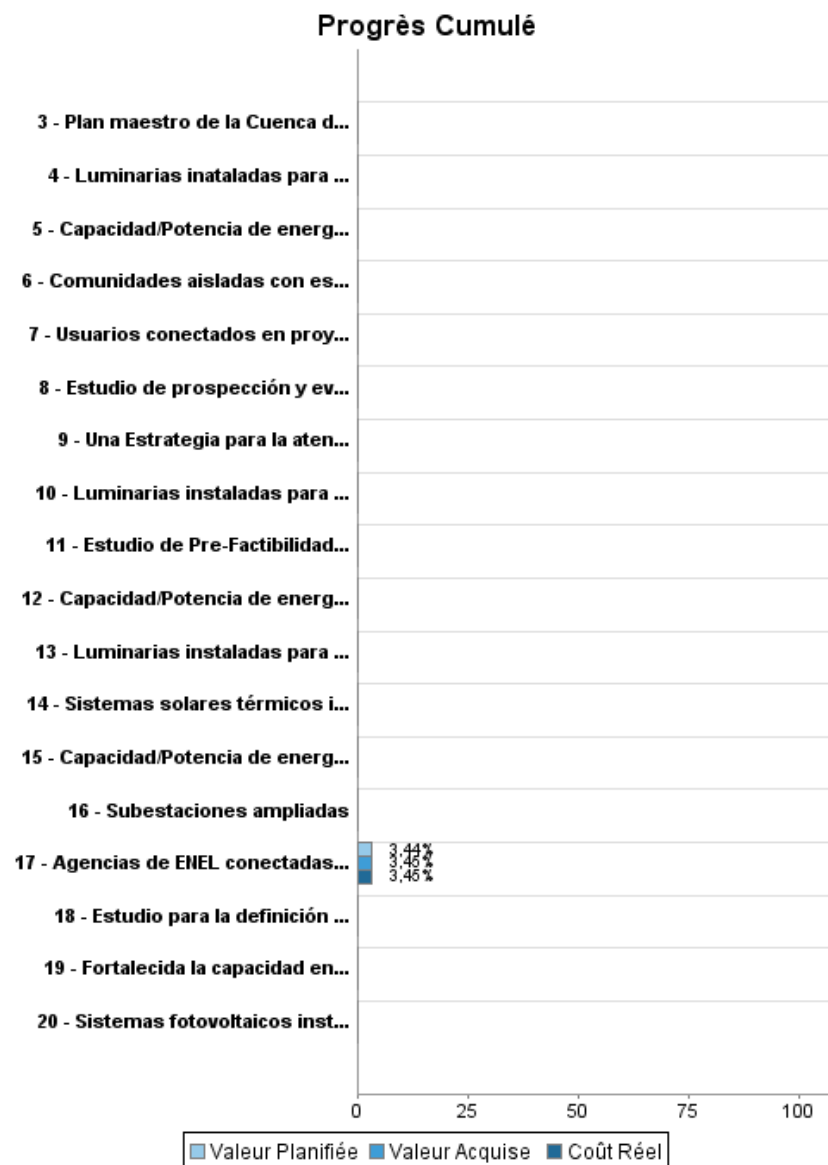 Progrès Cumulé
3 - Plan maestro de la Cuenca d...
4 - Luminarias inataladas para ...
5 - Capacidad/Potencia de energ...
6 - Comunidades aisladas con es...
7 - Usuarios conectados en proy...
8 - Estudio de prospección y ev...
9 - Una Estrategia para la aten...
10 - Luminarias instaladas para ...
11 - Estudio de Pre-Factibilidad...
12 - Capacidad/Potencia de energ...
13 - Luminarias instaladas para ...
14 - Sistemas solares térmicos i...
15 - Capacidad/Potencia de energ...
16 - Subestaciones ampliadas
3,44%
17 - Agencias de ENEL conectadas... 3,45%
3,45%
18 - Estudio para la definición ...
19 - Fortalecida la capacidad en...
20 - Sistemas fotovoltaicos inst...
0 25 50 75 100
Valeur Planifiée Valeur Acquise Coût Réel